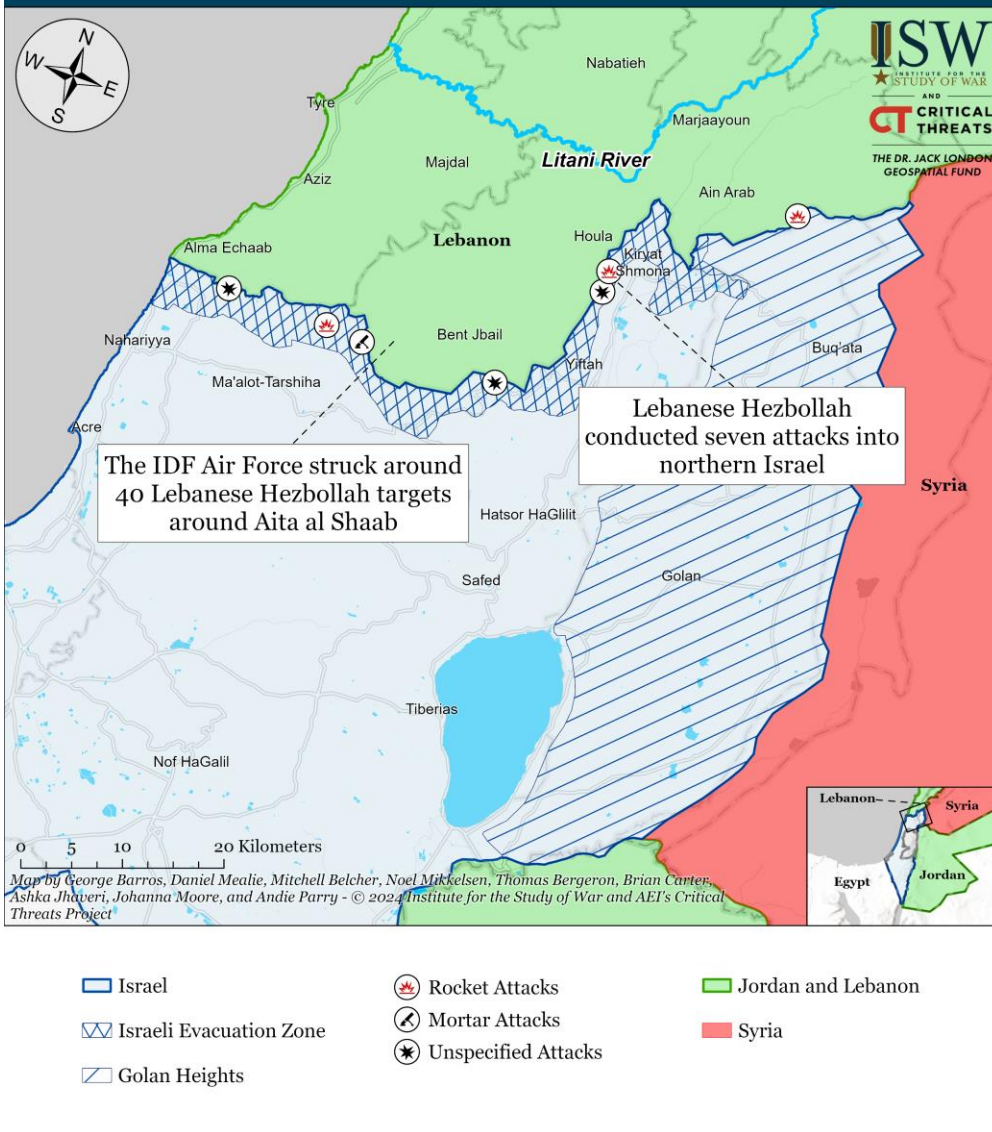 N
W
E
S
ISW
INSTITUTE FOR THE
STUDY OF WAR
AND
CT CRITICAL
THREATS
THE DR. JACK LONDON
GEOSPATIAL FUND
Nabatieh
Tyre
Marjaayoun
Majdal
Litani River
Aziz
Ain Arab
Alma Echaab
Lebanon
Houla
Kiryat
Shmona
Nahariyya
Bent Jbail
Buq'ata
Yiftah
Ma'alot-Tarshiha
Acre
Lebanese Hezbollah
conducted seven attacks into
northern Israel
The IDF Air Force struck around
40 Lebanese Hezbollah targets
around Aita al Shaab
Syria
Hatsor HaGlilit
Safed
Golan
Tiberias
Nof HaGalil
0 5 10 20 Kilometers
Map by George Barros, Daniel Mealie, Mitchell Belcher, Noel Mikkelsen, Thomas Bergeron, Brian Carter,
Ashka Jhaveri, Johanna Moore, and Andie Parry - © 2024 Institute for the Study of War and AEI's Critical
Threats Project
Lebanon
Syria
Egypt
Jordan
Israel
Israeli Evacuation Zone
Golan Heights
Rocket Attacks
Mortar Attacks
Unspecified Attacks
Jordan and Lebanon
Syria